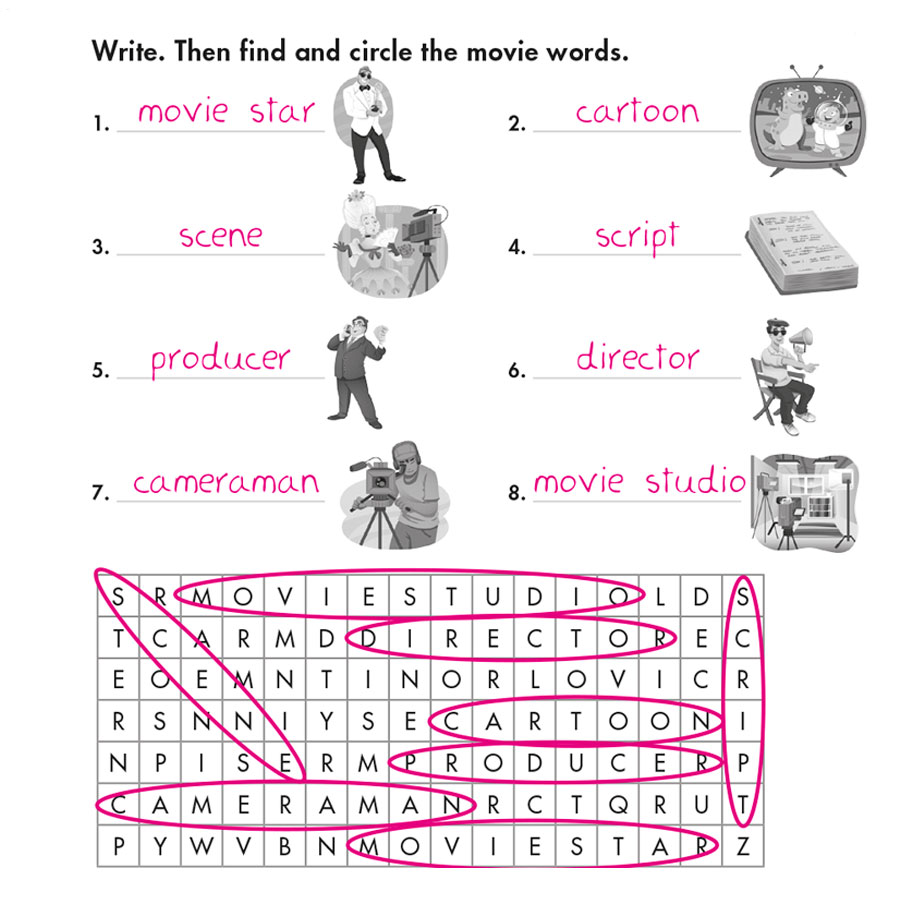 Write. Then find and circle the movie words.
1. movie star
2. cartoon
3. scene
4. script
5. producer
6. director
7. cameraman
8. movie studio
S R M O V I E S T U D I O L D S
T C A R M D D I R E C T O R E C
E O E M N T I N O R L O V I C R
R S N N I Y S E C A R T O O N I
N P I S E R M P R O D U C E R P
C A M E R A M A N R C T Q R U T
P Y W V B N M O V I E S T A R Z